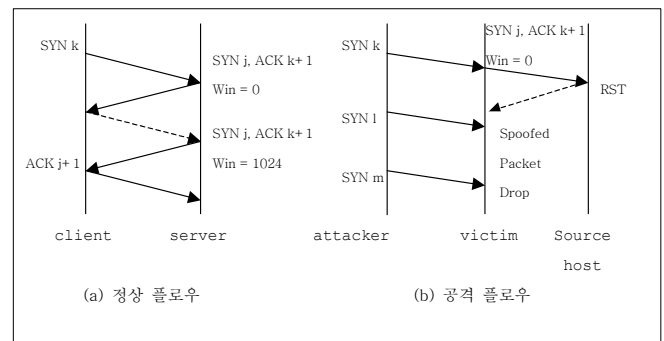 SYN k
SYN j, ACK k+1
Win = 0
SYN j, ACK k+1
Win = 1024
ACK j+1
client server
(a) 정상 플로우
SYN k
SYN j, ACK k+1
Win = 0
RST
SYN l
Spoofed
Packet
Drop
SYN m
attacker victim Source
host
(b) 공격 플로우